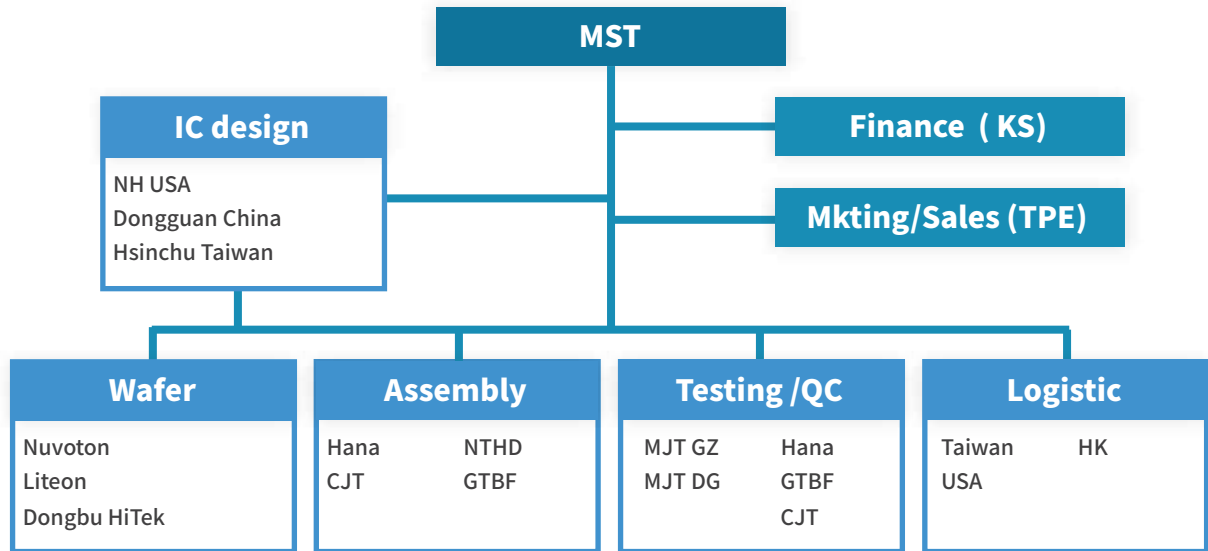 MST
IC design
NH USA
Dongguan China
Hsinchu Taiwan
Finance ( KS)
Mkting/Sales (TPE)
Wafer
Nuvoton
Liteon
Dongbu HiTek
Assembly
Hana NTHD
CJT GTBF
Testing /QC
MJT GZ Hana
MJT DG GTBF
CJT
Logistic
Taiwan HK
USA